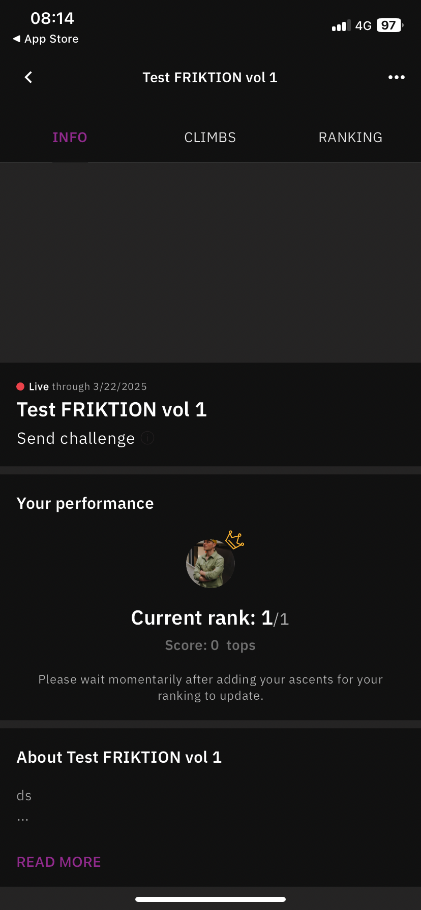 08:14
4G 97
◀ App Store
Test FRIKTION vol 1
INFO CLIMBS RANKING
Live through 3/22/2025
Test FRIKTION vol 1
Send challenge
Your performance
Current rank: 1/1
Score: 0 tops
Please wait momentarily after adding your ascents for your
ranking to update.
About Test FRIKTION vol 1
ds
...
READ MORE